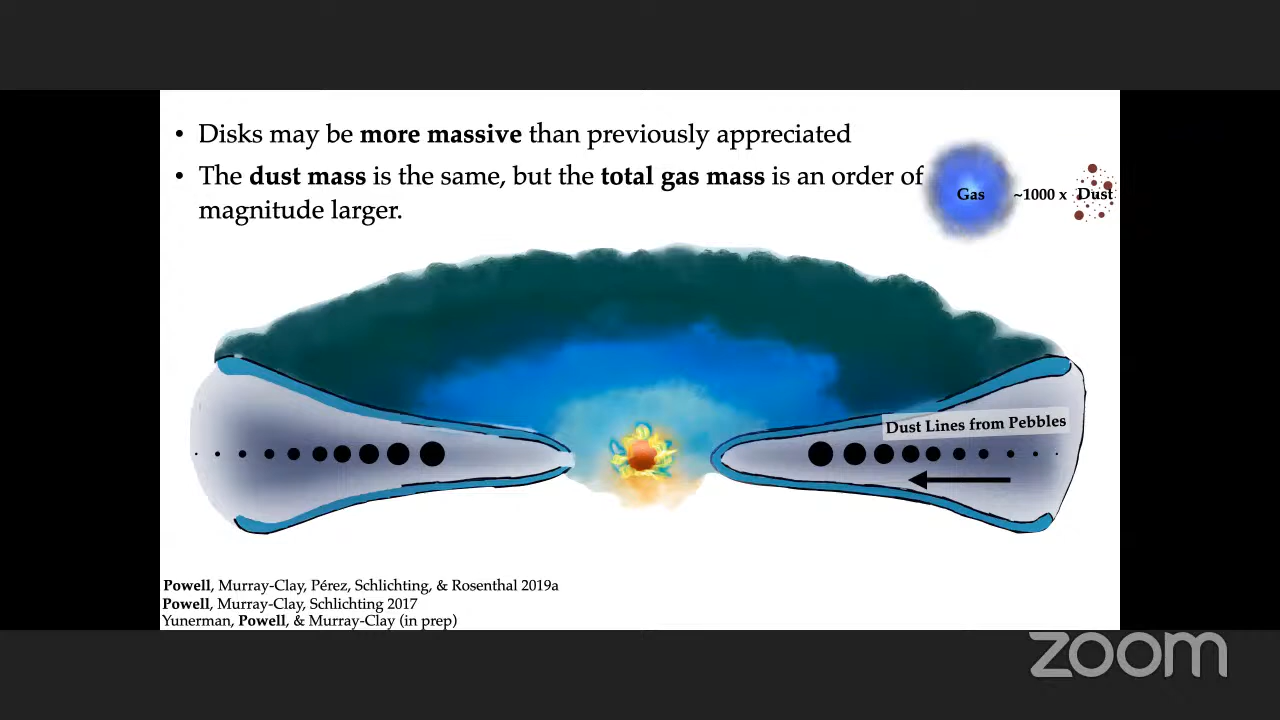 • Disks may be more massive than previously appreciated
• The dust mass is the same, but the total gas mass is an order of
magnitude larger.
Gas ~1000 x Dust
Dust Lines from Pebbles
Powell, Murray-Clay, Pérez, Schlichting, & Rosenthal 2019a
Powell, Murray-Clay, Schlichting 2017
Yunerman, Powell, & Murray-Clay (in prep)
zoom